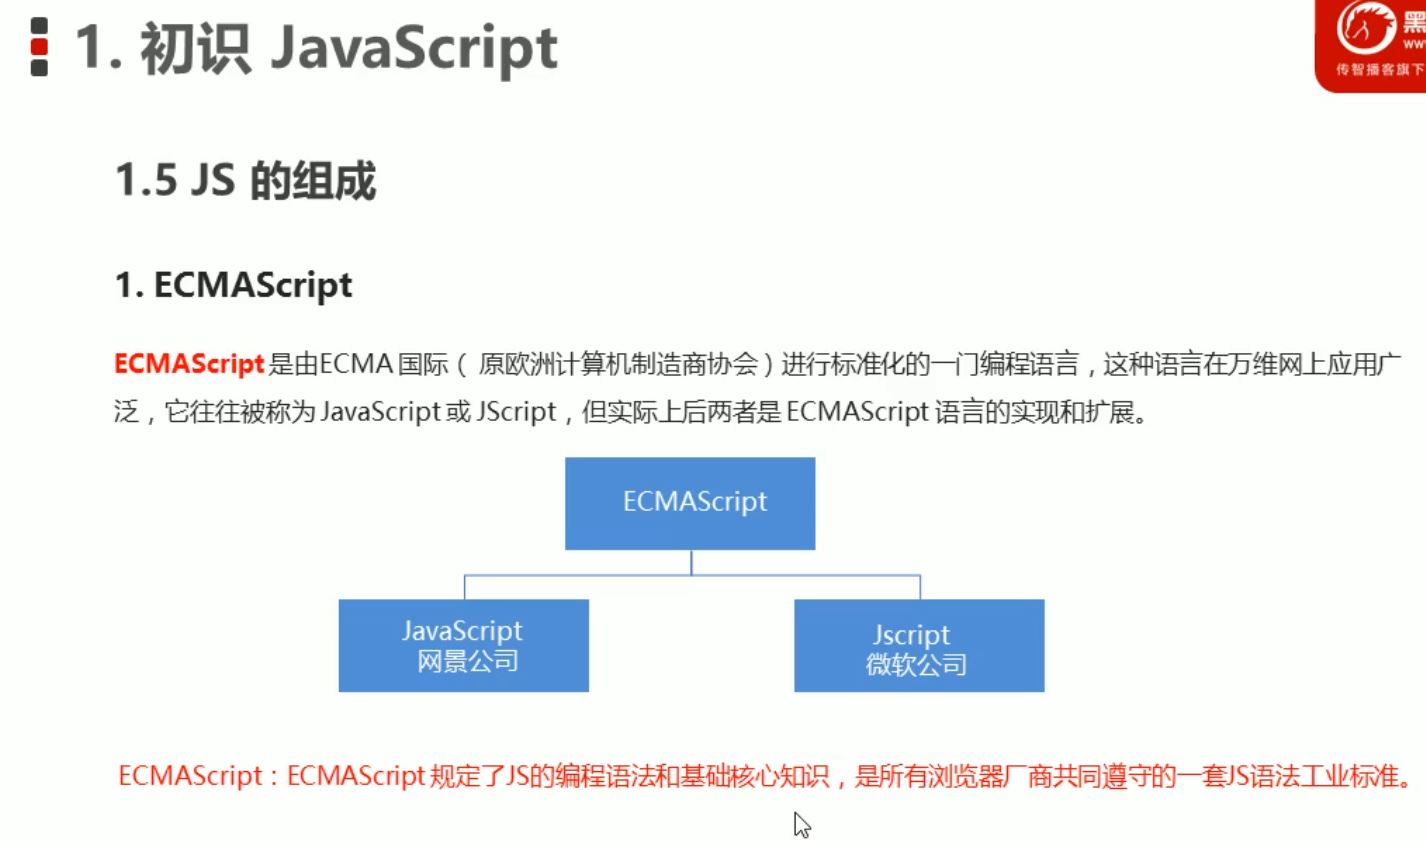 1. 初识 JavaScript
黑
www
传智播客旗下
1.5 JS 的组成
1. ECMAScript
ECMAScript 是由ECMA 国际（ 原欧洲计算机制造商协会）进行标准化的一门编程语言，这种语言在万维网上应用广
泛，它往往被称为 JavaScript 或 JScript，但实际上后两者是 ECMAScript 语言的实现和扩展。
ECMAScript
JavaScript
网景公司
Jscript
微软公司
ECMAScript：ECMAScript 规定了JS的编程语法和基础核心知识，是所有浏览器厂商共同遵守的一套JS语法工业标准。